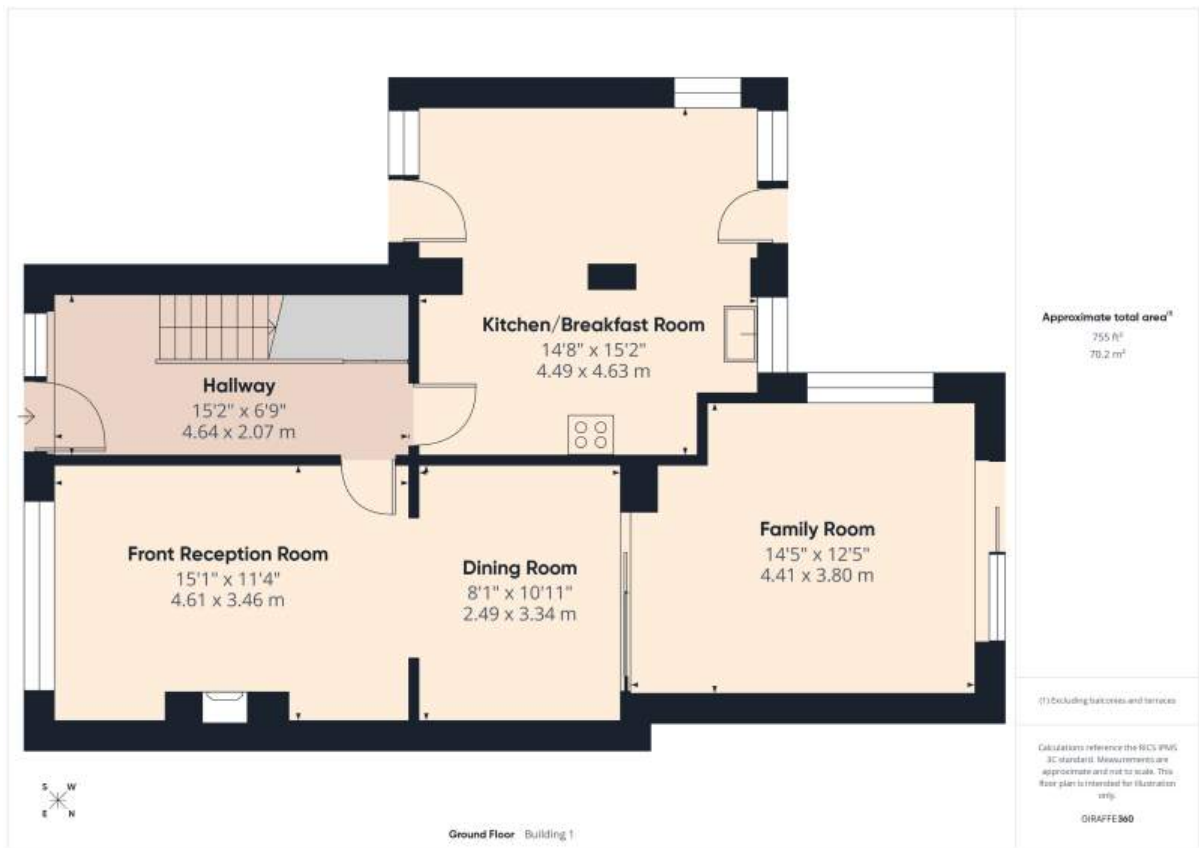 Kitchen/Breakfast Room
14'8" x 15'2"
4.49 x 4.63 m
Hallway
15'2" x 6'9"
4.64 x 2.07 m
Front Reception Room
15'1" x 11'4"
4.61 x 3.46 m
Dining Room
8'1" x 10'11"
2.49 x 3.34 m
Family Room
14'5" x 12'5"
4.41 x 3.80 m
S W
E N
Ground Floor Building 1
Approximate total area⁽¹⁾
755 ft²
70.2 m²
(1) Excluding balconies and terraces
Calculations reference the RICS IPMS
3C standard. Measurements are
approximate and not to scale. This
floor plan is intended for illustration
only.
GIRAFFE360